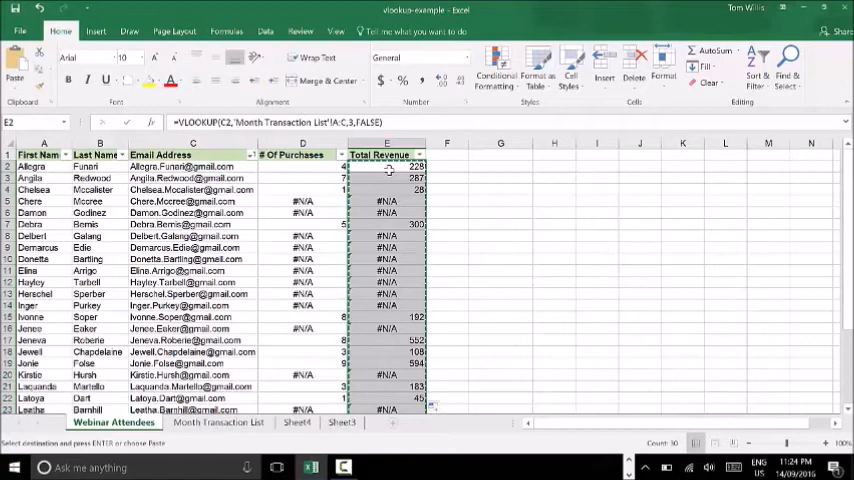 vlookup-example - Excel
Tom Willis
File Home Insert Page Layout Formulas Data Review View Tell me what you want to do Share
Paste
Arial 10 Wrap Text General
B I U Merge & Center $ %
Conditional Formatting Format as Table Cell Styles Insert Delete Format AutoSum Fill Clear Sort & Filter Find & Select
Clipboard Font Alignment Number Styles Cells Editing
E2 fx =VLOOKUP(C2,'Month Transaction List'!A:C,3,FALSE)
A B C D E F G H I J K L
1 First Nam Last Name Email Address # Of Purchases Total Revenue
2 Allegra Funari Allegra.Funari@gmail.com 4 228
3 Angila Redwood Angila.Redwood@gmail.com 7 287
4 Chelsea Mccalister Chelsea.Mccalister@gmail.com 1 28
5 Chere Mccree Chere.Mccree@gmail.com #N/A #N/A
6 Damon Godinez Damon.Godinez@gmail.com #N/A #N/A
7 Debra Bemis Debra.Bemis@gmail.com 5 300
8 Delbert Galang Delbert.Galang@gmail.com #N/A #N/A
9 Demarcus Edie Demarcus.Edie@gmail.com #N/A #N/A
10 Donetta Bartling Donetta.Bartling@gmail.com #N/A #N/A
11 Elina Arrigo Elina.Arrigo@gmail.com #N/A #N/A
12 Hayley Tarbell Hayley.Tarbell@gmail.com #N/A #N/A
13 Herschel Sperber Herschel.Sperber@gmail.com #N/A #N/A
14 Inger Purkey Inger.Purkey@gmail.com #N/A #N/A
15 Ivonne Soper Ivonne.Soper@gmail.com 8 192
16 Jenee Eaker Jenee.Eaker@gmail.com #N/A #N/A
17 Jeneva Roberie Jeneva.Roberie@gmail.com 8 552
18 Jewell Chapdelaine Jewell.Chapdelaine@gmail.com 3 108
19 Jonie Folse Jonie.Folse@gmail.com 9 594
20 Kirstie Hursh Kirstie.Hursh@gmail.com #N/A #N/A
21 Laquanda Martello Laquanda.Martello@gmail.com 3 183
22 Latoya Dart Latoya.Dart@gmail.com 1 45
23 Leatha Barnhill Leatha.Barnhill@gmail.com #N/A #N/A
Webinar Attendees Month Transaction List Sheet4 Sheet3
Select destination and press ENTER or choose Paste Count: 30 100%
Ask me anything ENG US 11:24 PM 14/09/2016